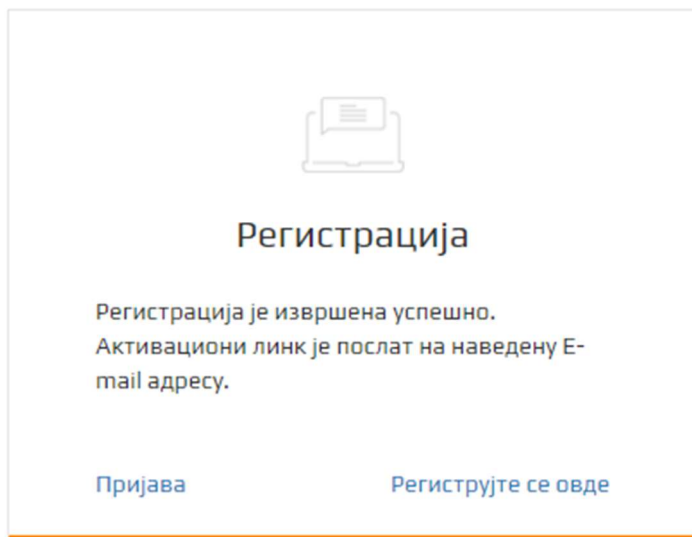 Регистрација
Регистрација је извршена успешно.
Активациони линк је послат на наведену E-
mail адресу.
Пријава
Региструјте се овде